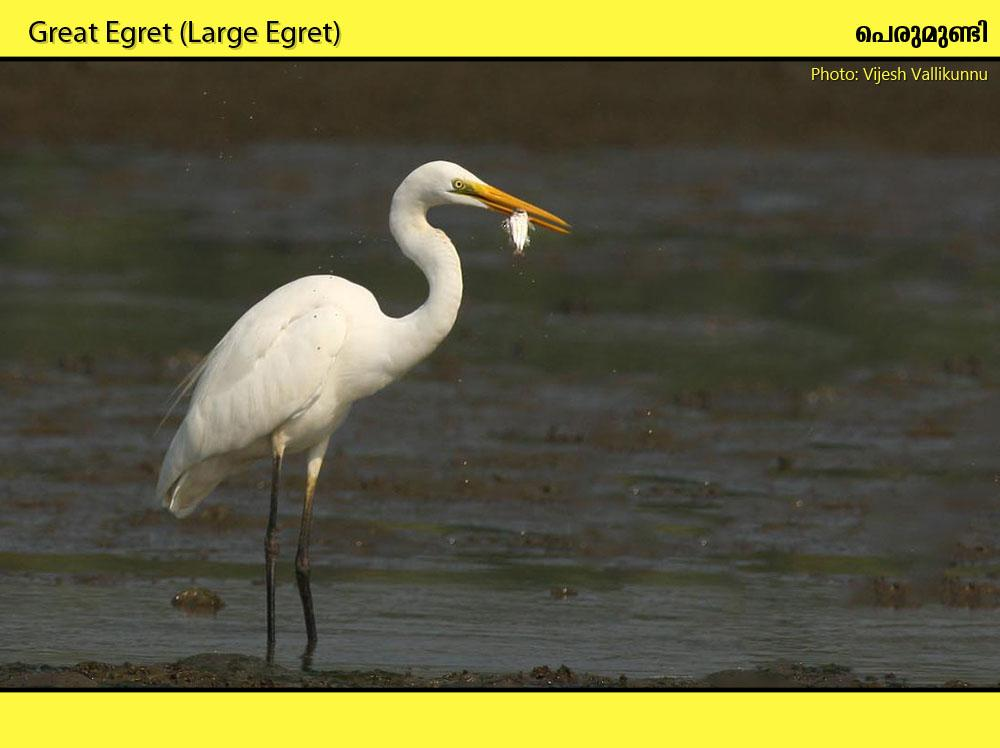 Great Egret (Large Egret)
പെരുമുണ്ടി
Photo: Vijesh Vallikunnu